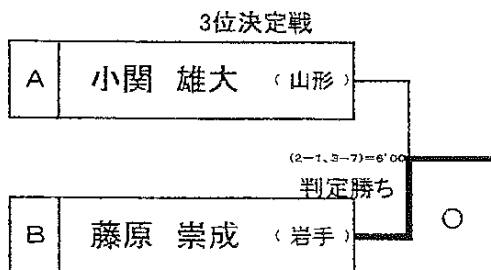 3位決定戦
A 小関 雄大 (山形)
(2-1、3-7)=6'00
判定勝ち
B 藤原 崇成 (岩手)